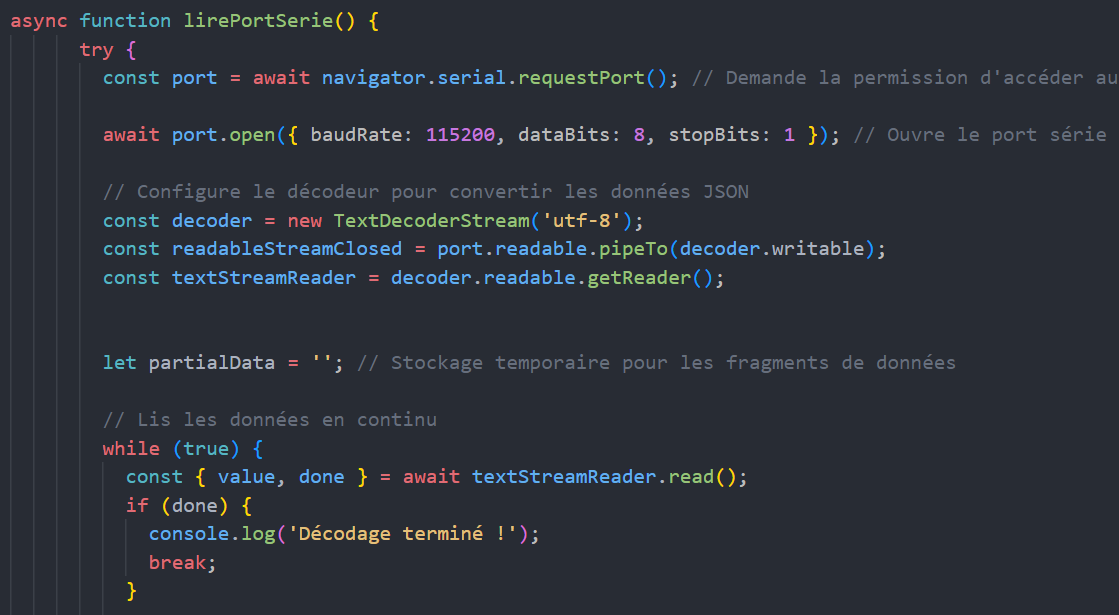 async function lirePortSerie() {
try {
const port = await navigator.serial.requestPort(); // Demande la permission d'accéder au
await port.open({ baudRate: 115200, dataBits: 8, stopBits: 1 }); // Ouvre le port série
// Configure le décodeur pour convertir les données JSON
const decoder = new TextDecoderStream('utf-8');
const readableStreamClosed = port.readable.pipeTo(decoder.writable);
const textStreamReader = decoder.readable.getReader();
let partialData = ''; // Stockage temporaire pour les fragments de données
// Lis les données en continu
while (true) {
const { value, done } = await textStreamReader.read();
if (done) {
console.log('Décodage terminé !');
break;
}